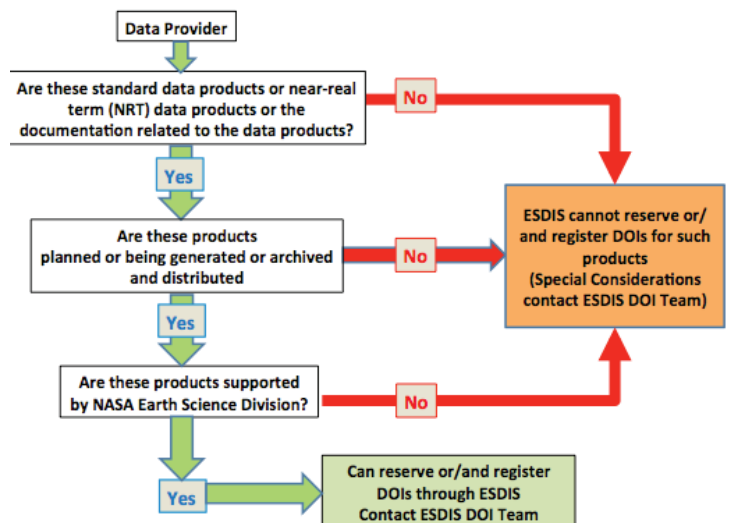 Data Provider
Are these standard data products or near-real
term (NRT) data products or the
documentation related to the data products?
No
Yes
Are these products
planned or being generated or archived
and distributed
No
ESDIS cannot reserve or/
and register DOIs for such
products
(Special Considerations
contact ESDIS DOI Team)
Yes
Are these products supported
by NASA Earth Science Division?
No
Yes
Can reserve or/and register
DOIs through ESDIS
Contact ESDIS DOI Team